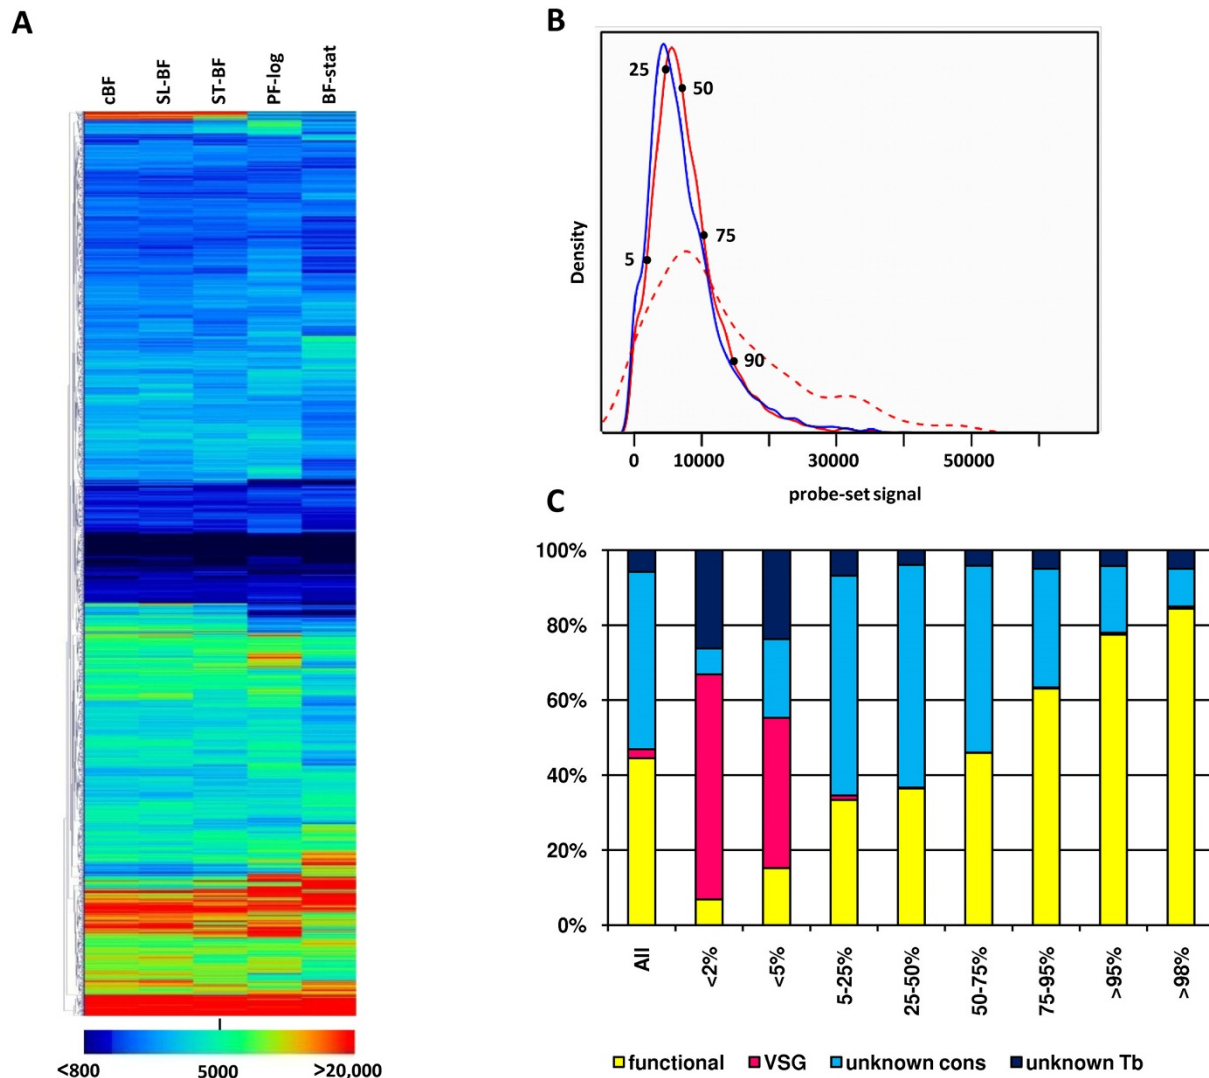 A
cBF
SL-BF
ST-BF
PF-log
BF-stat
<800
5000
>20,000
B
Density
25
50
75
5
90
0
10000
30000
50000
probe-set signal
C
100%
80%
60%
40%
20%
0%
All
<2%
<5%
5-25%
25-50%
50-75%
75-95%
>95%
>98%
functional VSG unknown cons unknown Tb